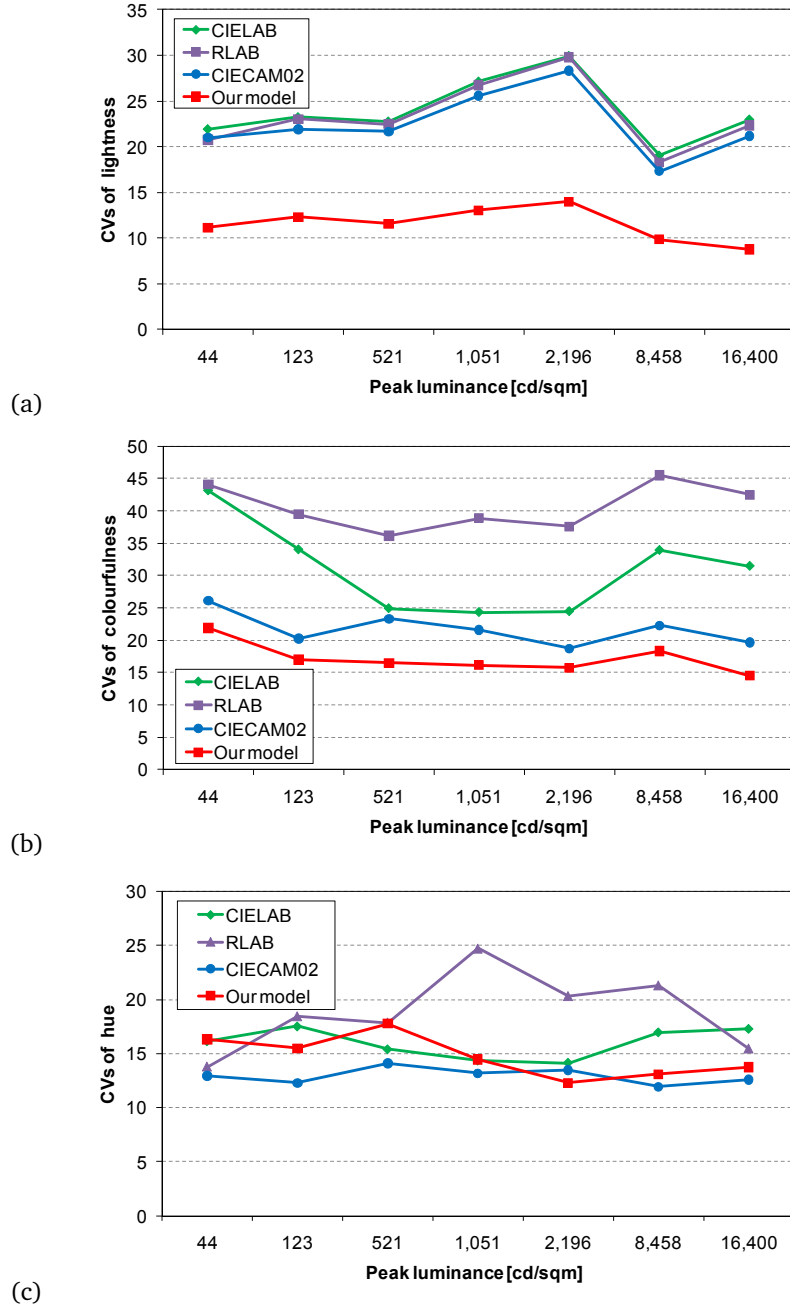 35
30
25
20
15
10
5
0
CVs of lightness
CIELAB
RLAB
CIECAM02
Our model
44 123 521 1,051 2,196 8,458 16,400
Peak luminance [cd/sqm]
(a)
50
45
40
35
30
25
20
15
10
5
0
CVs of colourfulness
CIELAB
RLAB
CIECAM02
Our model
44 123 521 1,051 2,196 8,458 16,400
Peak luminance [cd/sqm]
(b)
30
25
20
15
10
5
0
CVs of hue
CIELAB
RLAB
CIECAM02
Our model
44 123 521 1,051 2,196 8,458 16,400
Peak luminance [cd/sqm]
(c)